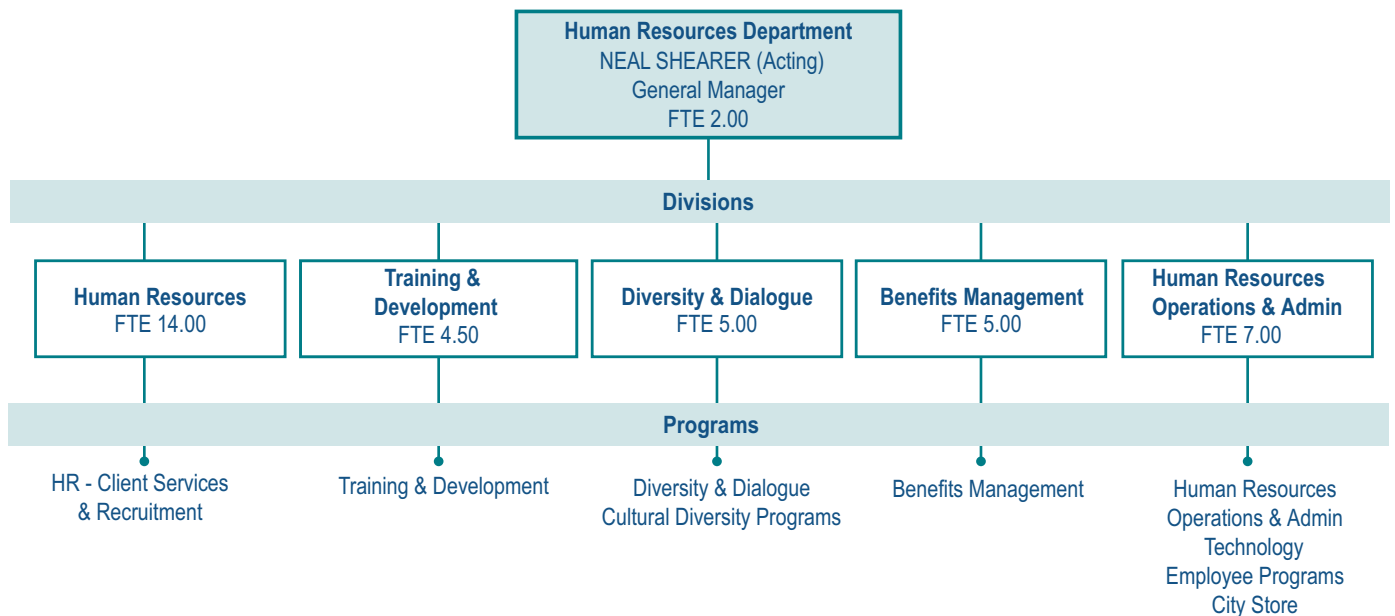 Human Resources Department
NEAL SHEARER (Acting)
General Manager
FTE 2.00
Divisions
Human Resources
FTE 14.00
Training &
Development
FTE 4.50
Diversity & Dialogue
FTE 5.00
Benefits Management
FTE 5.00
Human Resources
Operations & Admin
FTE 7.00
Programs
HR - Client Services
& Recruitment
Training & Development
Diversity & Dialogue
Cultural Diversity Programs
Benefits Management
Human Resources
Operations & Admin
Technology
Employee Programs
City Store